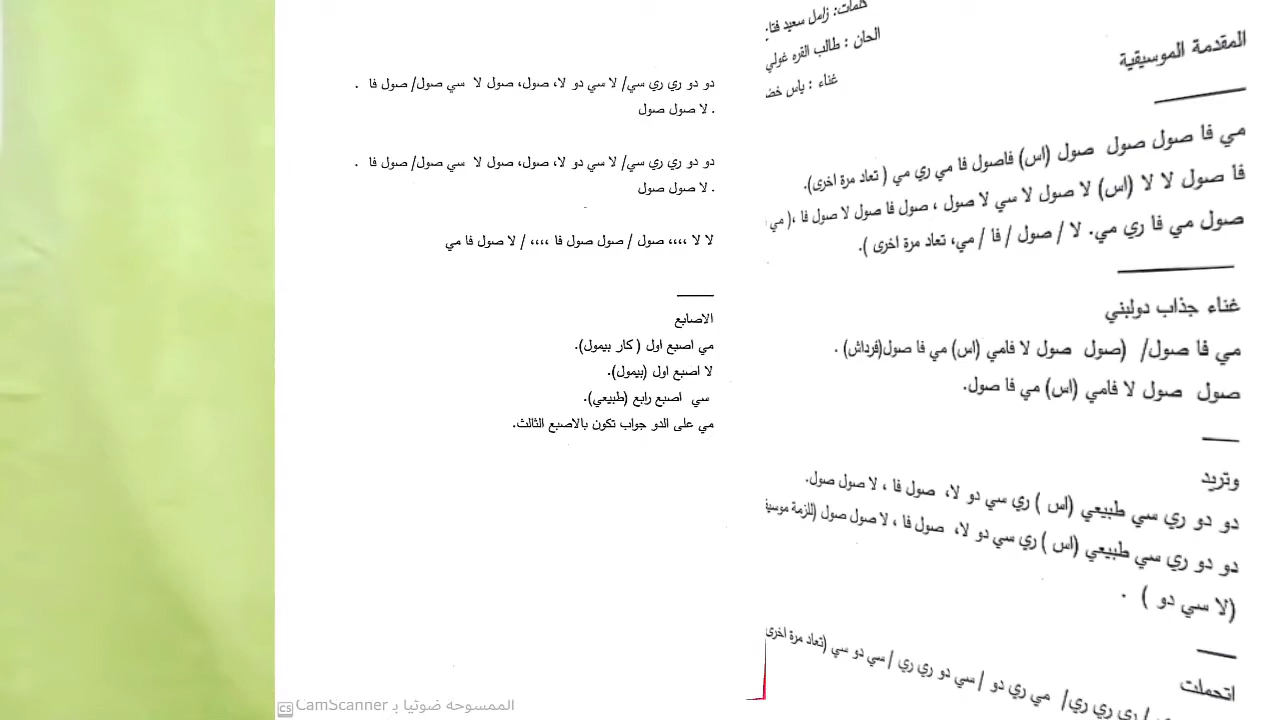 كلمات: زامل سعيد فتاح
الحان : طالب القره غولي
غناء : ياس خضر
المقدمة الموسيقية
مي فا صول صول صول (اس) فاصول فا مي ري مي ( تعاد مرة اخرى).
فا صول لا لا (اس) لا صول لا سي لا صول ، صول فا صول لا صول فا ،( مي
صول مي فا ري مي. لا / صول / فا / مي، تعاد مرة اخرى ).
غناء جذاب دولبني
مي فا صول/ (صول صول لا فامي (اس) مي فا صول(فرداش) .
صول صول لا فامي (اس) مي فا صول.
وتريد
دو دو ري سي طبيعي (اس ) ري سي دو لا، صول فا ، لا صول صول.
دو دو ري سي طبيعي (اس ) ري سي دو لا، صول فا ، لا صول صول (للزمة
(لا سي دو ) .
اتحملت
ري ري ري/ مي ري دو / سي دو ري ري / سي دو سي (تعاد مرة اخرى
دو دو ري ري سي/ لا سي دو لا، صول، صول لا سي صول/ صول فا .
. لا صول صول
دو دو ري ري سي/ لا سي دو لا، صول، صول لا سي صول/ صول فا .
. لا صول صول
لا لا ،،،، صول / صول صول فا ،،،، / لا صول فا مي
الاصابع
مي اصبع اول ( كار بيمول).
لا اصبع اول (بيمول).
سي اصبع رابع (طبيعي).
مي على الدو جواب تكون بالاصبع الثالث.
CS CamScanner الممسوحه ضوئيا بـ